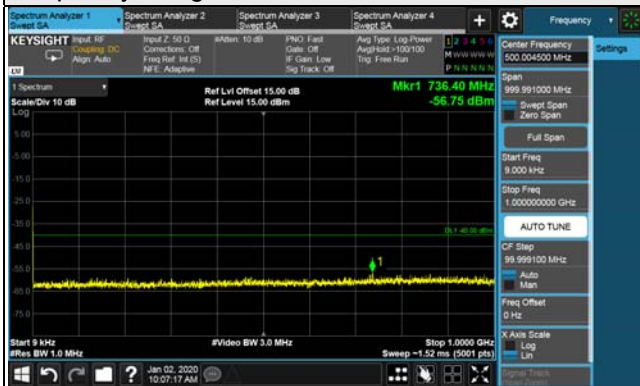 Spectrum Analyzer 1
Swept SA
Spectrum Analyzer 2
Swept SA
Spectrum Analyzer 3
Swept SA
Spectrum Analyzer 4
Swept SA
+
Frequency
KEYSIGHT
Input: RF
Coupling: DC
Align: Auto
Input Z: 50 Ω
Corrections: Off
Freq Ref: Int (S)
NFE: Adaptive
#Atten: 10 dB
PNO: Fast
Gate: Off
IF Gain: Low
Sig Track: Off
Avg Type: Log-Power
Avg|Hold:>100/100
Trig: Free Run
1 2 3 4 5 6
M W W W W W
P N N N N N
LXI
1 Spectrum
Scale/Div 10 dB
Log
Ref Lvl Offset 15.00 dB
Ref Level 15.00 dBm
Mkr1 736.40 MHz
-56.75 dBm
5.00
-5.00
-15.0
-25.0
-35.0
DL1 -40.00 dBm
-45.0
1
-55.0
-65.0
-75.0
Start 9 kHz
#Res BW 1.0 MHz
#Video BW 3.0 MHz
Stop 1.0000 GHz
Sweep ~1.52 ms (5001 pts)
?
Jan 02, 2020
10:07:17 AM
Center Frequency
500.004500 MHz
Settings
Span
999.991000 MHz
Swept Span
Zero Span
Full Span
Start Freq
9.000 kHz
Stop Freq
1.000000000 GHz
AUTO TUNE
CF Step
99.999100 MHz
Auto
Man
Freq Offset
0 Hz
X Axis Scale
Log
Lin
Signal Track